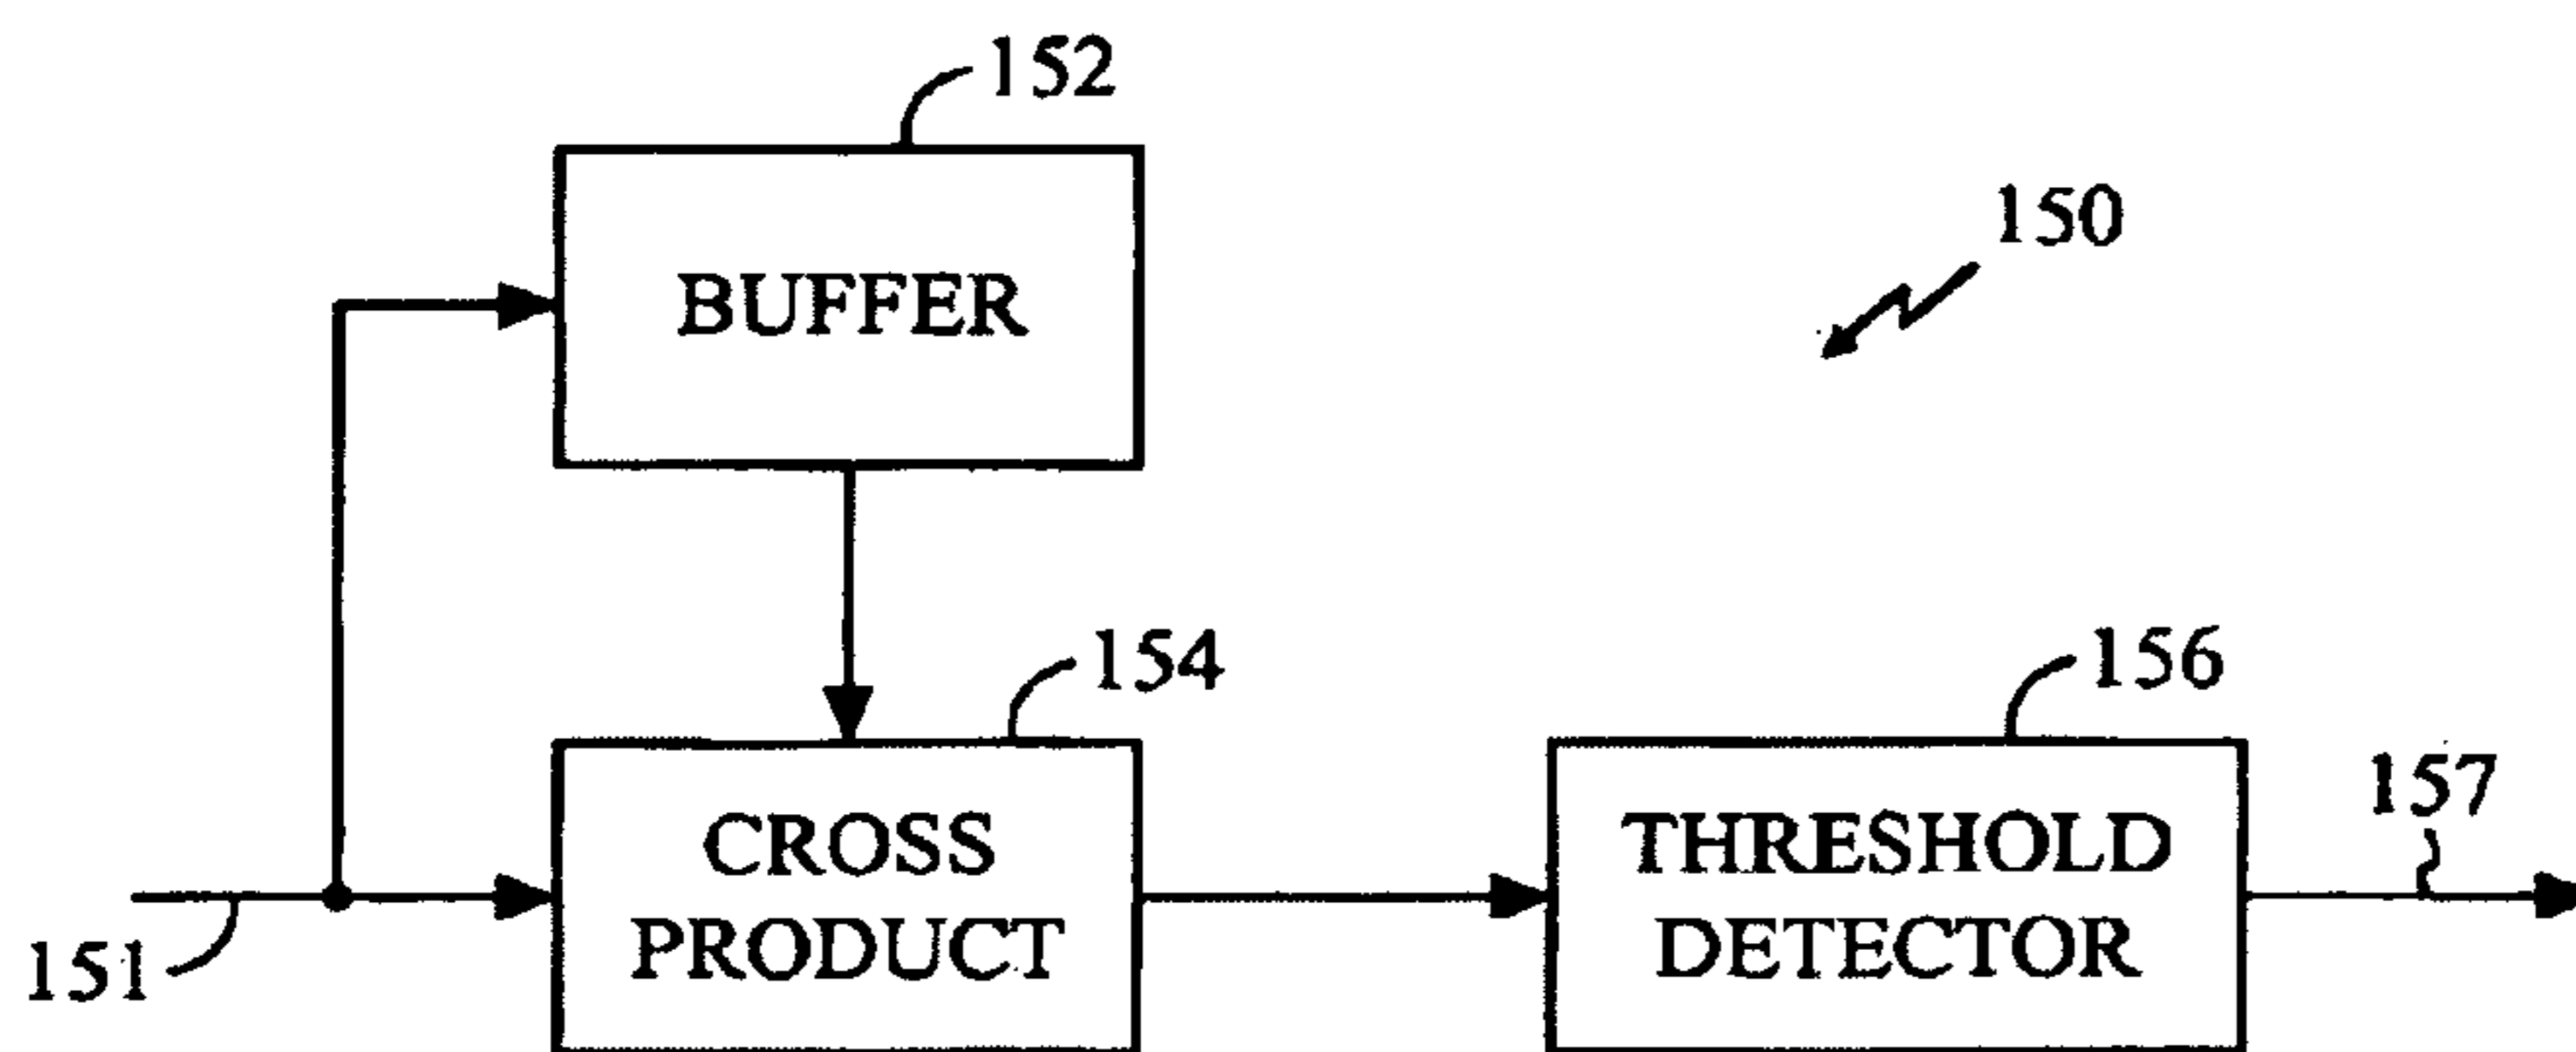 152
BUFFER
150
154
CROSS
PRODUCT
156
THRESHOLD
DETECTOR
157
151